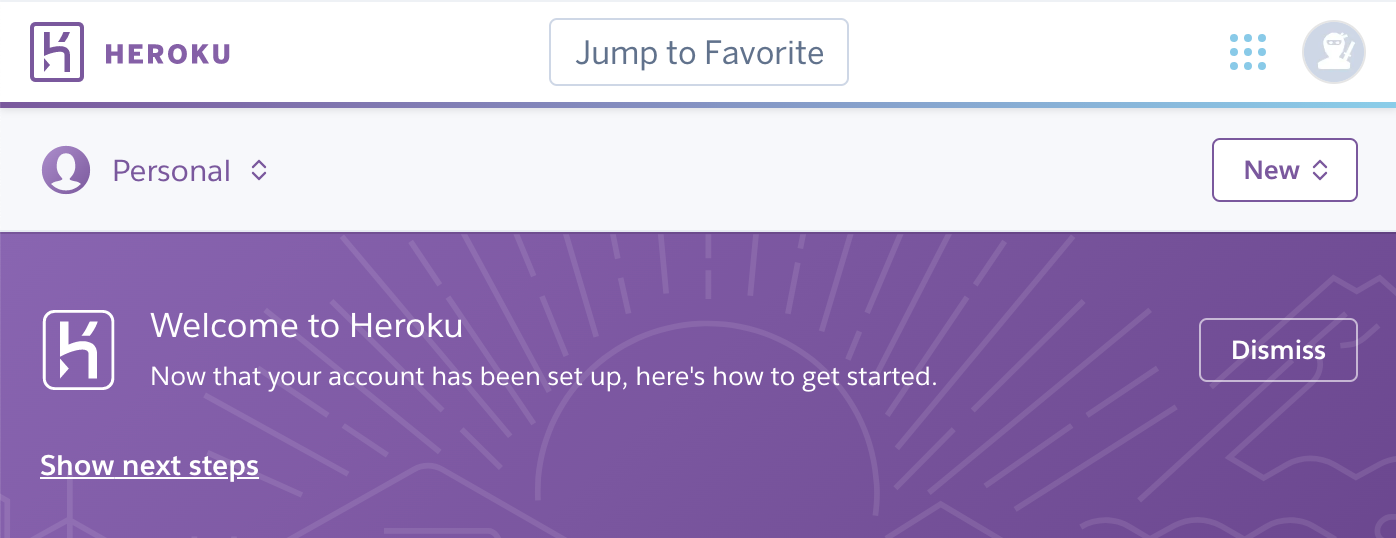 HEROKU
Jump to Favorite
Personal
New
Welcome to Heroku
Now that your account has been set up, here's how to get started.
Dismiss
Show next steps